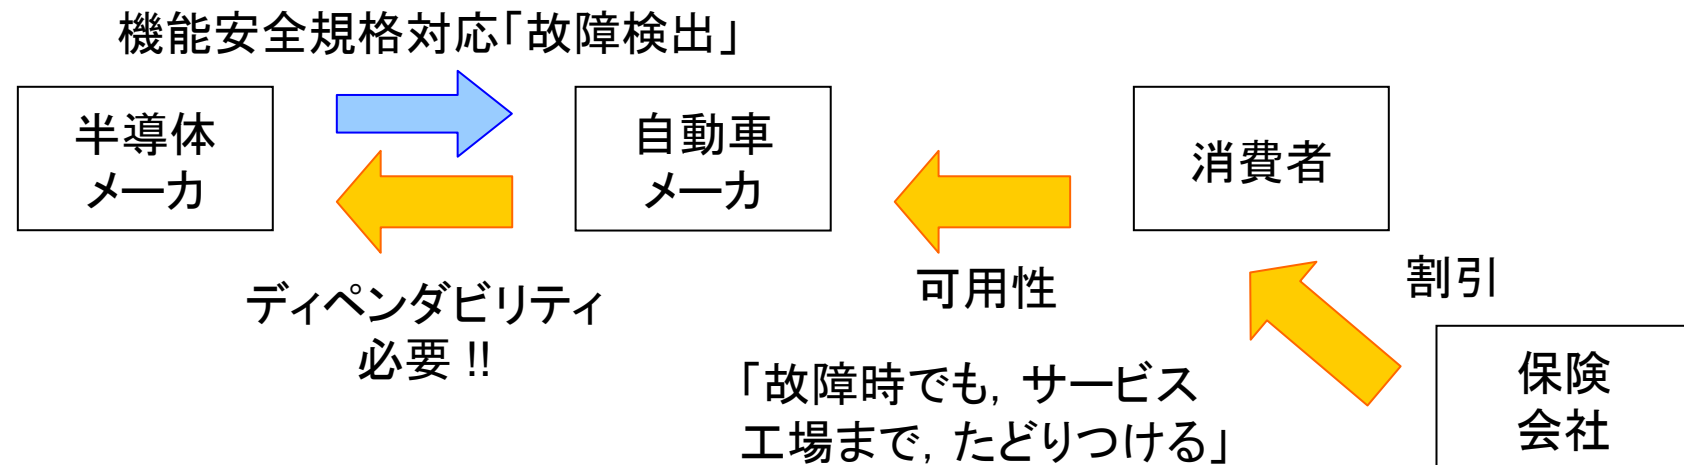 機能安全規格対応「故障検出」
半導体
メーカ
自動車
メーカ
消費者
ディペンダビリティ
必要 !!
可用性
割引
「故障時でも, サービス
工場まで, たどりつける」
保険
会社